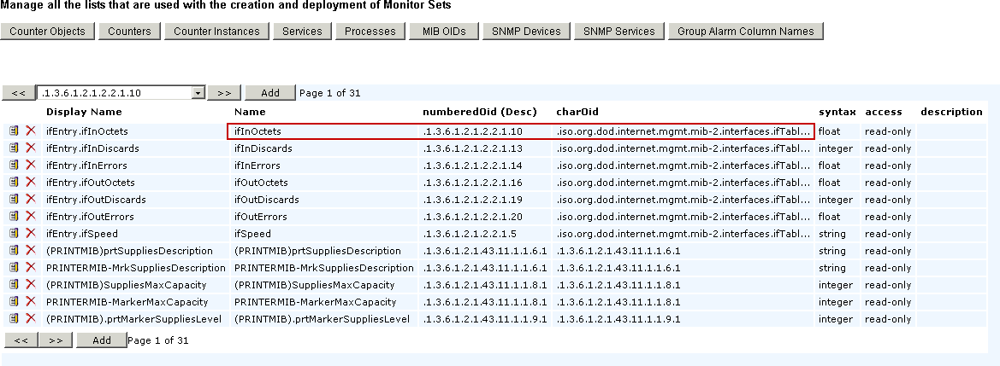 Manage all the lists that are used with the creation and deployment of Monitor Sets
Counter Objects Counters Counter Instances Services Processes MIB OIDs SNMP Devices SNMP Services Group Alarm Column Names
<< .1.3.6.1.2.1.2.2.1.10 >> Add Page 1 of 31
Display Name Name numberedOid (Desc) charOid syntax access description
ifEntry.ifInOctets ifInOctets .1.3.6.1.2.1.2.2.1.10 .iso.org.dod.internet.mgmt.mib-2.interfaces.ifTabl... float read-only
ifEntry.ifInDiscards ifInDiscards .1.3.6.1.2.1.2.2.1.13 .iso.org.dod.internet.mgmt.mib-2.interfaces.ifTabl... integer read-only
ifEntry.ifInErrors ifInErrors .1.3.6.1.2.1.2.2.1.14 .iso.org.dod.internet.mgmt.mib-2.interfaces.ifTabl... float read-only
ifEntry.ifOutOctets ifOutOctets .1.3.6.1.2.1.2.2.1.16 .iso.org.dod.internet.mgmt.mib-2.interfaces.ifTabl... float read-only
ifEntry.ifOutDiscards ifOutDiscards .1.3.6.1.2.1.2.2.1.19 .iso.org.dod.internet.mgmt.mib-2.interfaces.ifTabl... integer read-only
ifEntry.ifOutErrors ifOutErrors .1.3.6.1.2.1.2.2.1.20 .iso.org.dod.internet.mgmt.mib-2.interfaces.ifTabl... float read-only
ifEntry.ifSpeed ifSpeed .1.3.6.1.2.1.2.2.1.5 .iso.org.dod.internet.mgmt.mib-2.interfaces.ifTabl... string read-only
(PRINTMIB)prtSuppliesDescription (PRINTMIB)prtSuppliesDescription .1.3.6.1.2.1.43.11.1.1.6.1 .1.3.6.1.2.1.43.11.1.1.6.1 string read-only
PRINTERMIB-MrkSuppliesDescription PRINTERMIB-MrkSuppliesDescription .1.3.6.1.2.1.43.11.1.1.6.1 .1.3.6.1.2.1.43.11.1.1.6.1 string read-only
(PRINTMIB)SuppliesMaxCapacity (PRINTMIB)SuppliesMaxCapacity .1.3.6.1.2.1.43.11.1.1.8.1 .1.3.6.1.2.1.43.11.1.1.8.1 integer read-only
PRINTERMIB-MarkerMaxCapacity PRINTERMIB-MarkerMaxCapacity .1.3.6.1.2.1.43.11.1.1.8.1 .1.3.6.1.2.1.43.11.1.1.8.1 integer read-only
(PRINTMIB).prtMarkerSuppliesLevel (PRINTMIB).prtMarkerSuppliesLevel .1.3.6.1.2.1.43.11.1.1.9.1 .1.3.6.1.2.1.43.11.1.1.9.1 integer read-only
<< >> Add Page 1 of 31